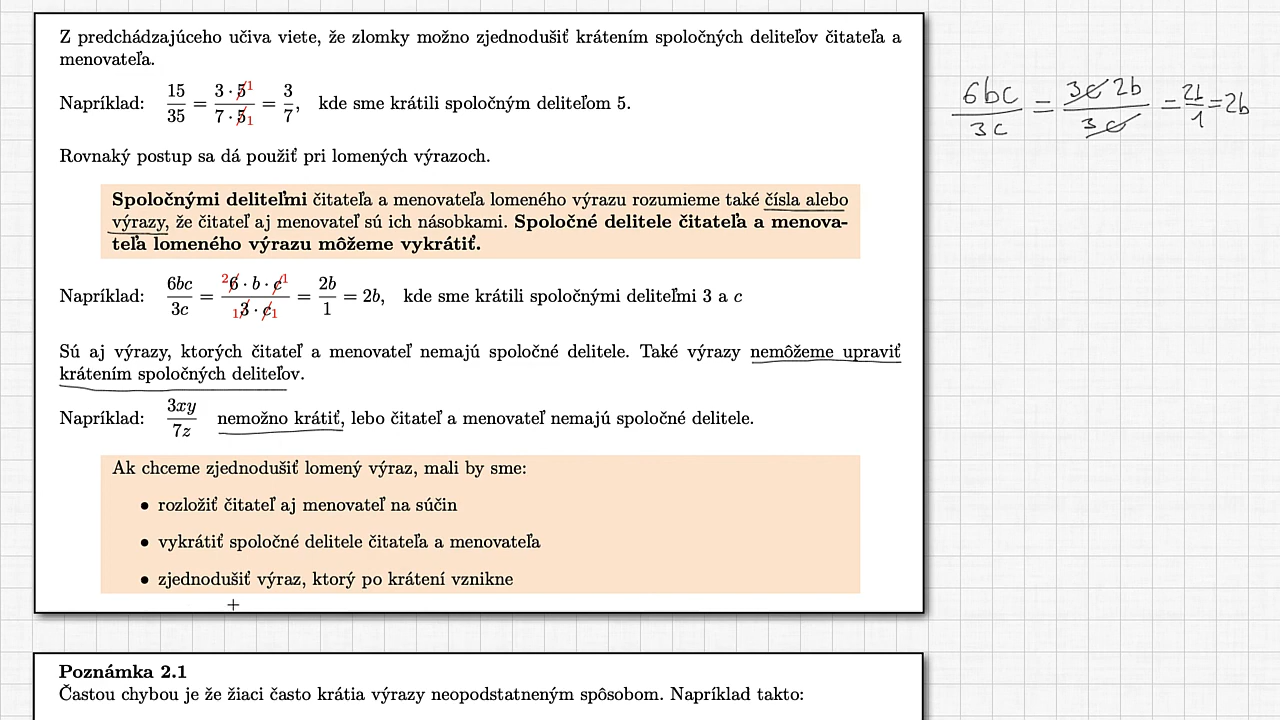 Z predchádzajúceho učiva viete, že zlomky možno zjednodušiť krátením spoločných deliteľov čitateľa a
menovateľa.
Napríklad: 15/35 = 3 · 5 1/7 · 5 1 = 3/7, kde sme krátili spoločným deliteľom 5.
Rovnaký postup sa dá použiť pri lomených výrazoch.
Spoločnými deliteľmi čitateľa a menovateľa lomeného výrazu rozumieme také čísla alebo
výrazy, že čitateľ aj menovateľ sú ich násobkami. Spoločné delitele čitateľa a menova-
teľa lomeného výrazu môžeme vykrátiť.
Napríklad: 6bc/3c = 2 6 · b · c 1/1 3 · c 1 = 2b/1 = 2b, kde sme krátili spoločnými deliteľmi 3 a c
Sú aj výrazy, ktorých čitateľ a menovateľ nemajú spoločné delitele. Také výrazy nemôžeme upraviť
krátením spoločných deliteľov.
Napríklad: 3xy/7z nemožno krátiť, lebo čitateľ a menovateľ nemajú spoločné delitele.
Ak chceme zjednodušiť lomený výraz, mali by sme:
• rozložiť čitateľ aj menovateľ na súčin
• vykrátiť spoločné delitele čitateľa a menovateľa
• zjednodušiť výraz, ktorý po krátení vznikne
Poznámka 2.1
Častou chybou je že žiaci často krátia výrazy neopodstatneným spôsobom. Napríklad takto:
6bc/3c = 3c 2b/3c = 2b/1 = 2b